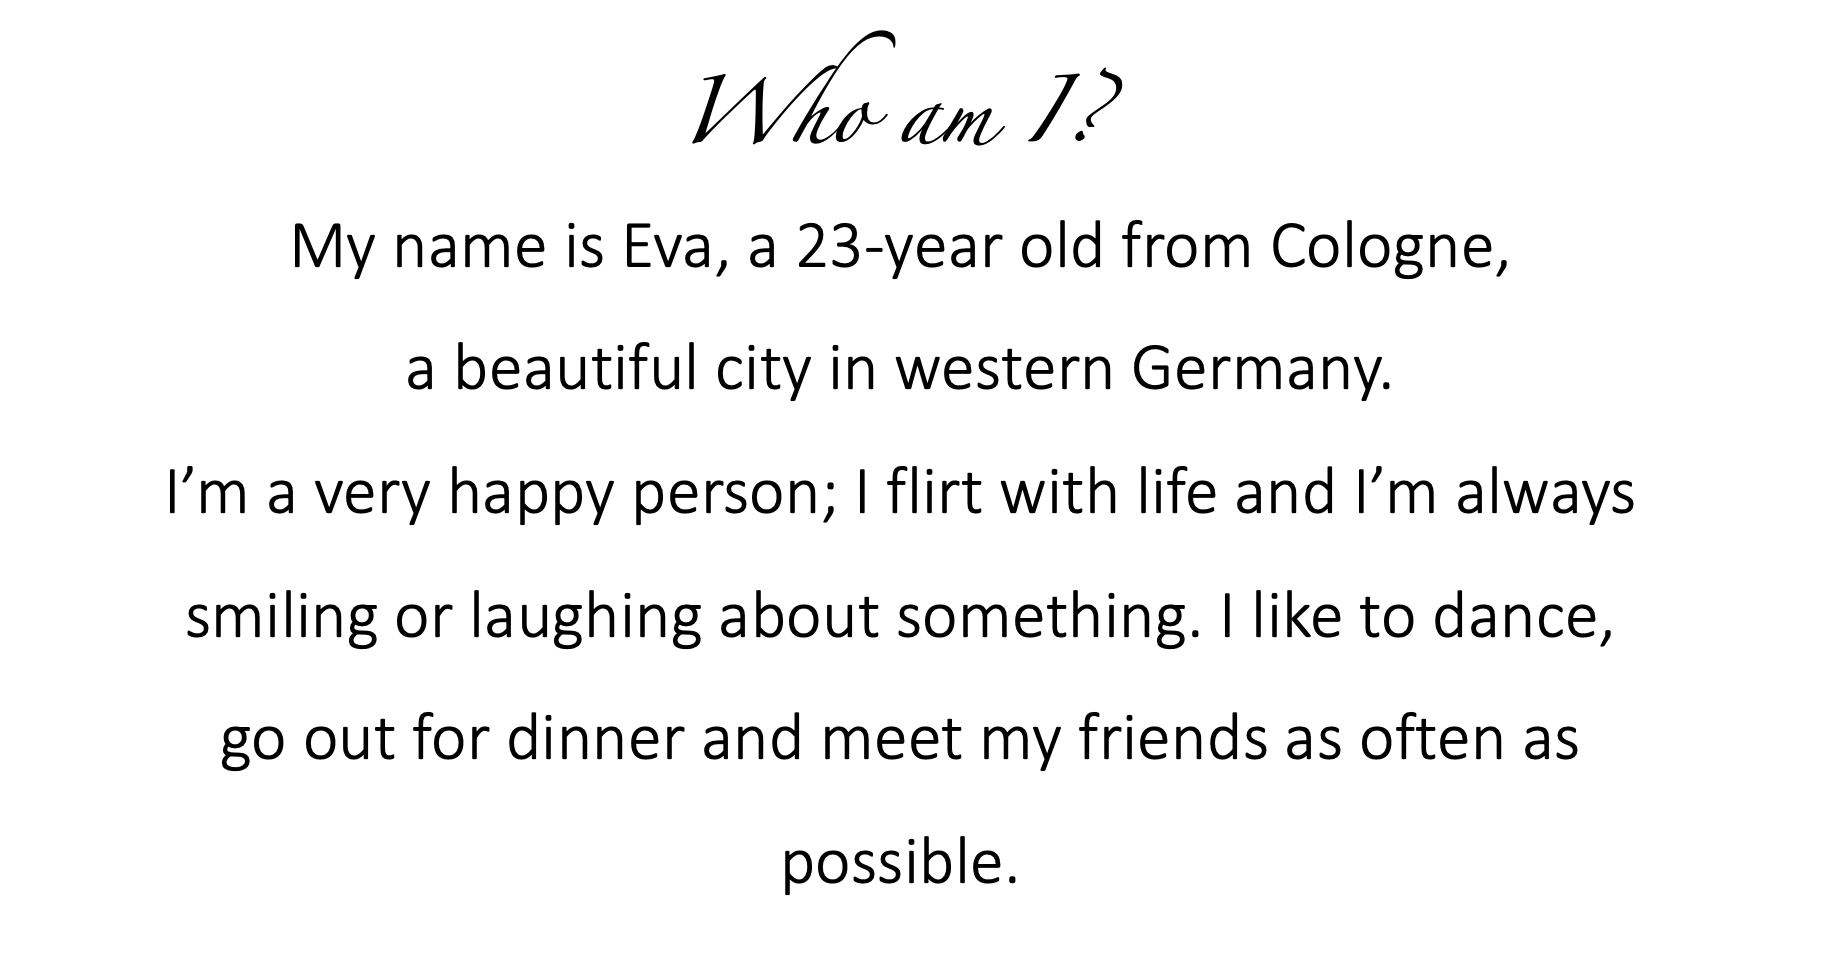 Who am I?
My name is Eva, a 23-year old from Cologne,
a beautiful city in western Germany.
I’m a very happy person; I flirt with life and I’m always
smiling or laughing about something. I like to dance,
go out for dinner and meet my friends as often as
possible.